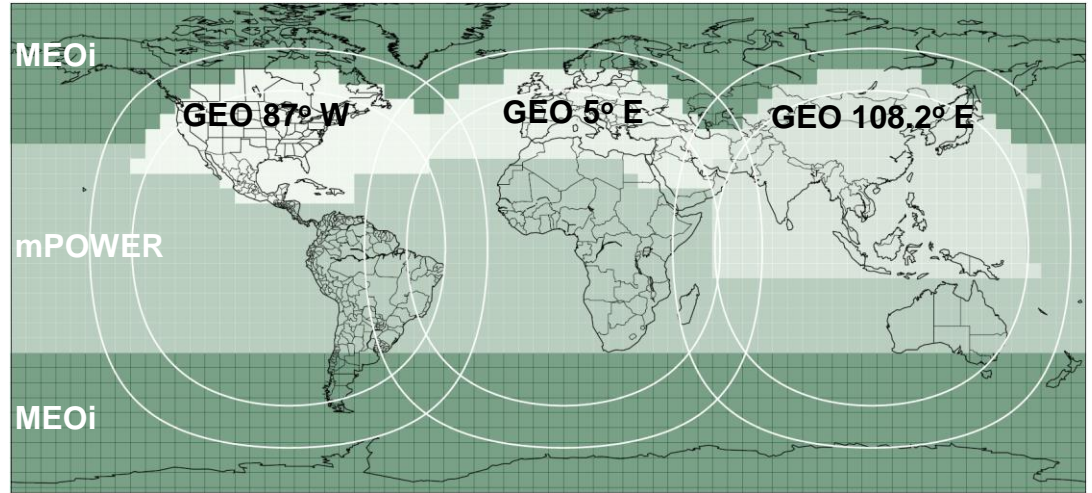 MEOi
GEO 87º W
GEO 5º E
GEO 108.2º E
mPOWER
MEOi